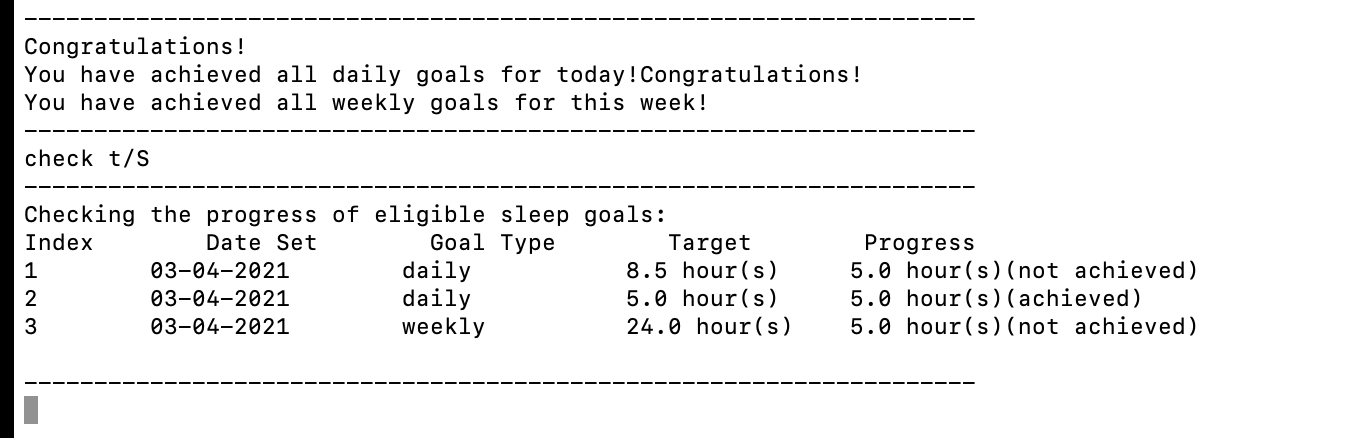 --------------------------------------------------------------------
Congratulations!
You have achieved all daily goals for today!Congratulations!
You have achieved all weekly goals for this week!
--------------------------------------------------------------------
check t/S
--------------------------------------------------------------------
Checking the progress of eligible sleep goals:
Index        Date Set        Goal Type        Target        Progress
1        03-04-2021        daily           8.5 hour(s)     5.0 hour(s)(not achieved)
2        03-04-2021        daily           5.0 hour(s)     5.0 hour(s)(achieved)
3        03-04-2021        weekly          24.0 hour(s)    5.0 hour(s)(not achieved)
--------------------------------------------------------------------